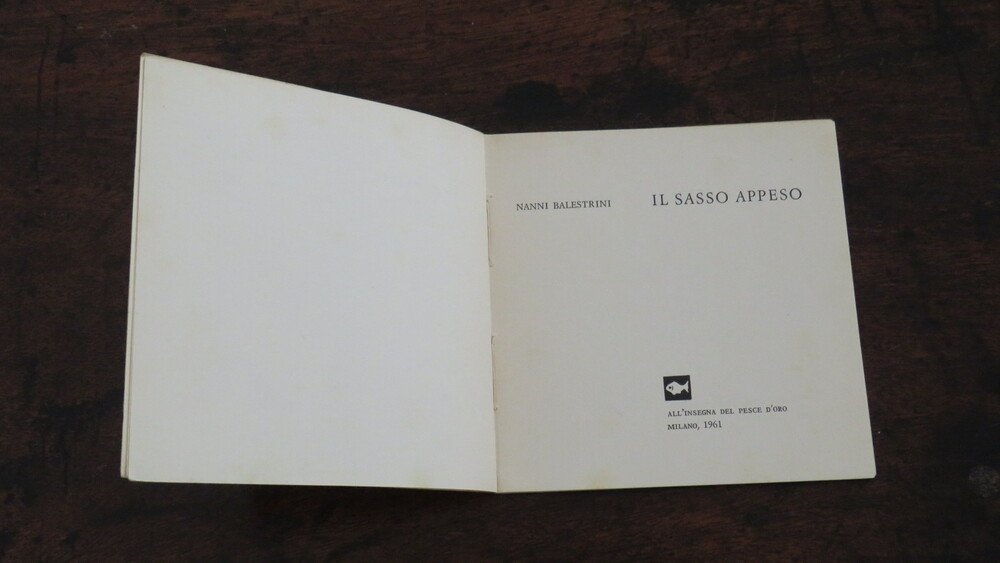 NANNI BALESTRINI IL SASSO APPESO
ALL'INSEGNA DEL PESCE D'ORO
MILANO, 1961